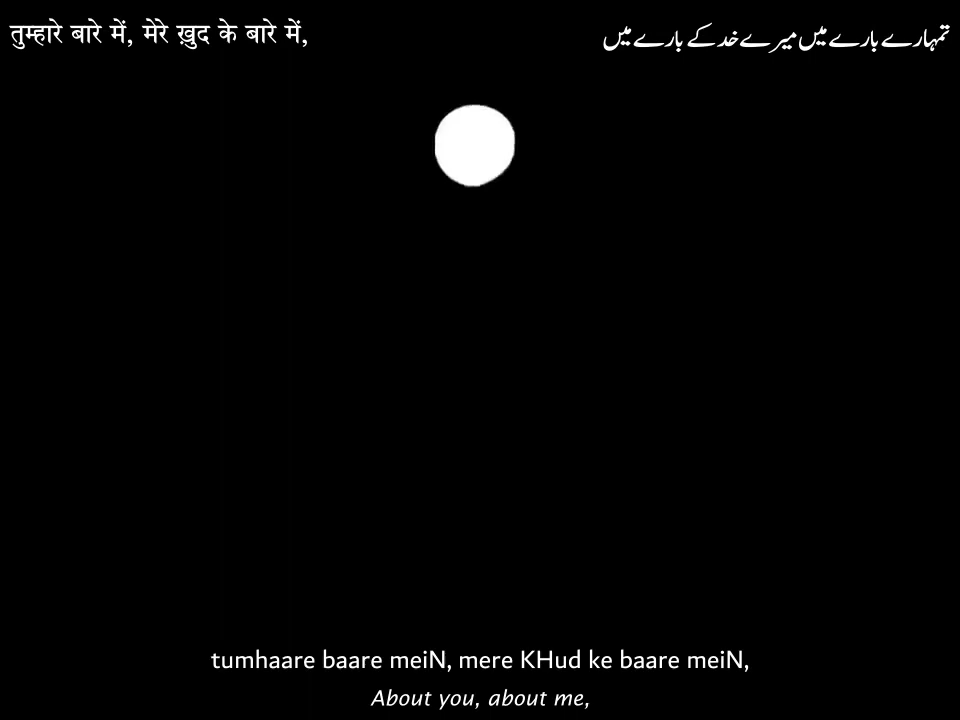 तुम्हारे बारे में, मेरे ख़ुद के बारे में,
تمہارے بارے میں میرے خد کے بارے میں
tumhaare baare meiN, mere KHud ke baare meiN,
About you, about me,